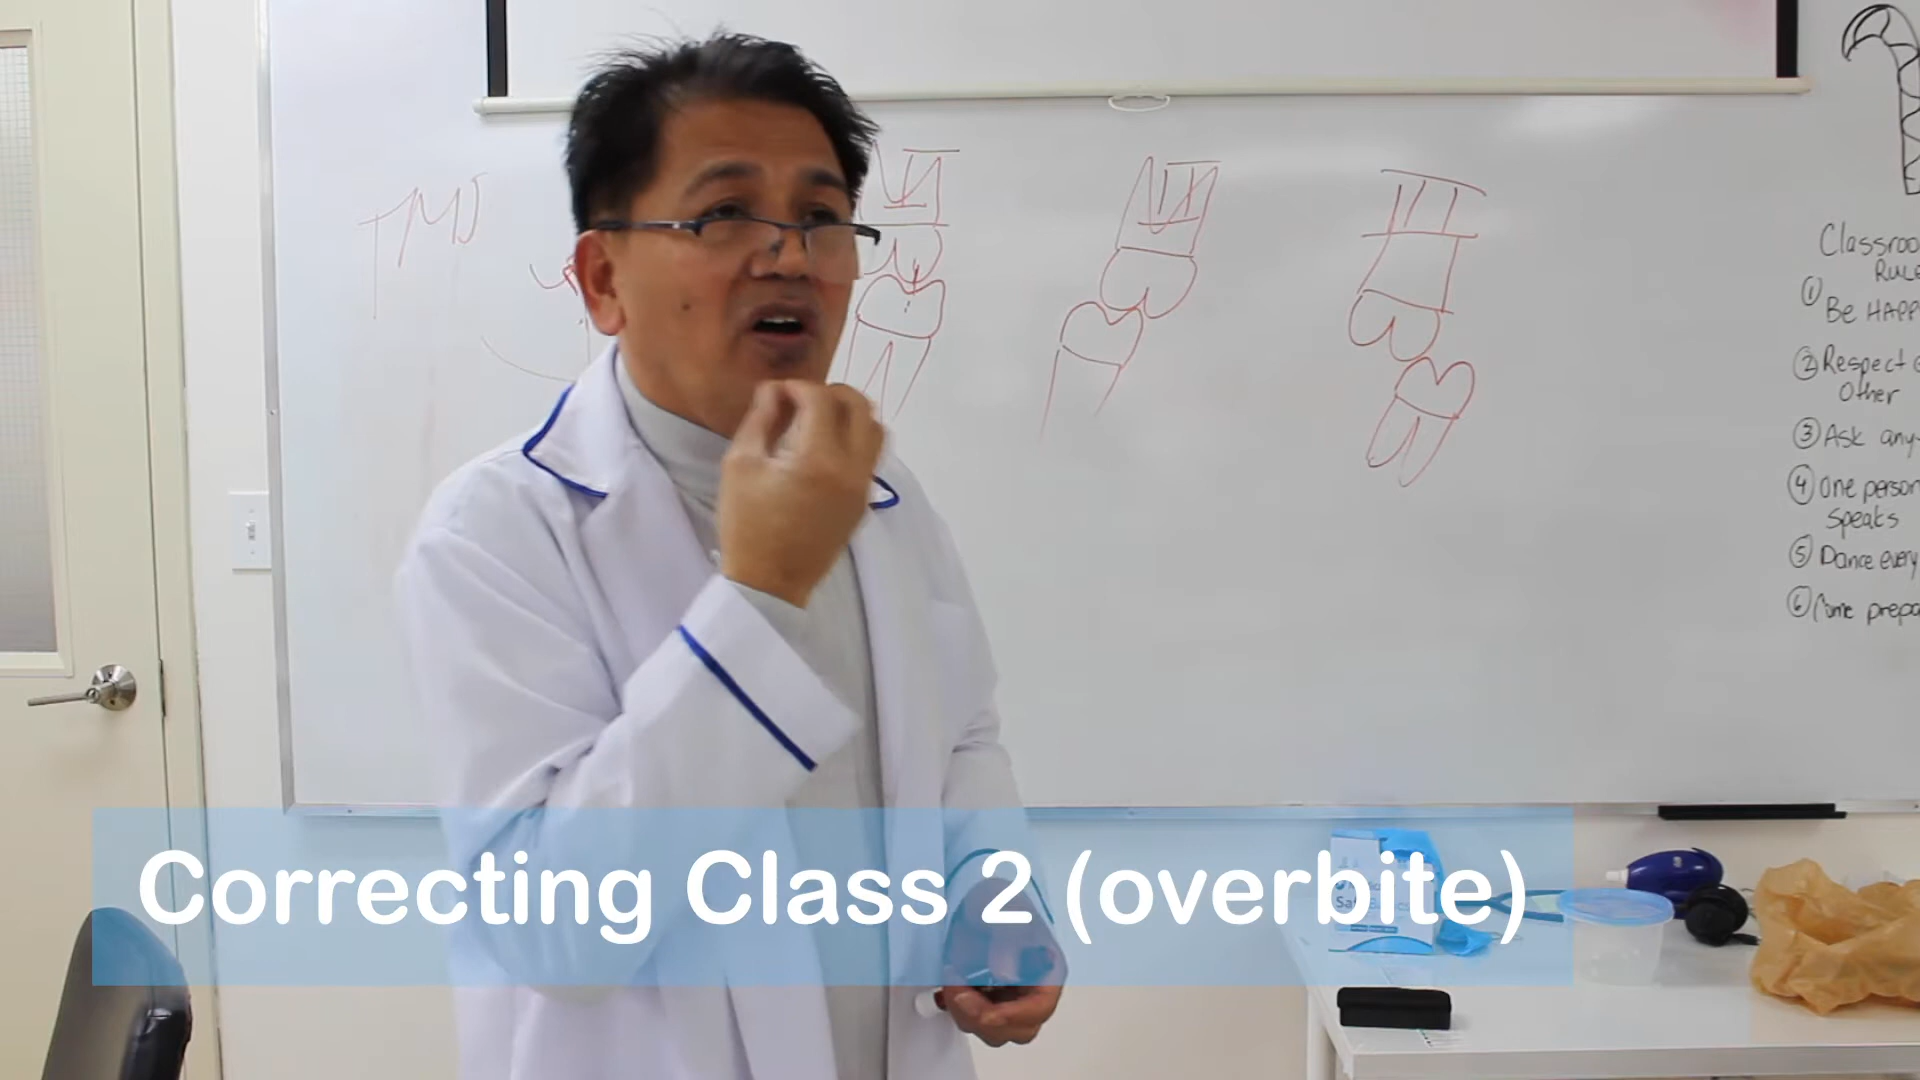 TMJ
Classroo
RULE
① Be HAPP
② Respect
Other
③ Ask any
④ One person
Speaks
⑤ Dance every
⑥ Come prepa
Correcting Class 2 (overbite)